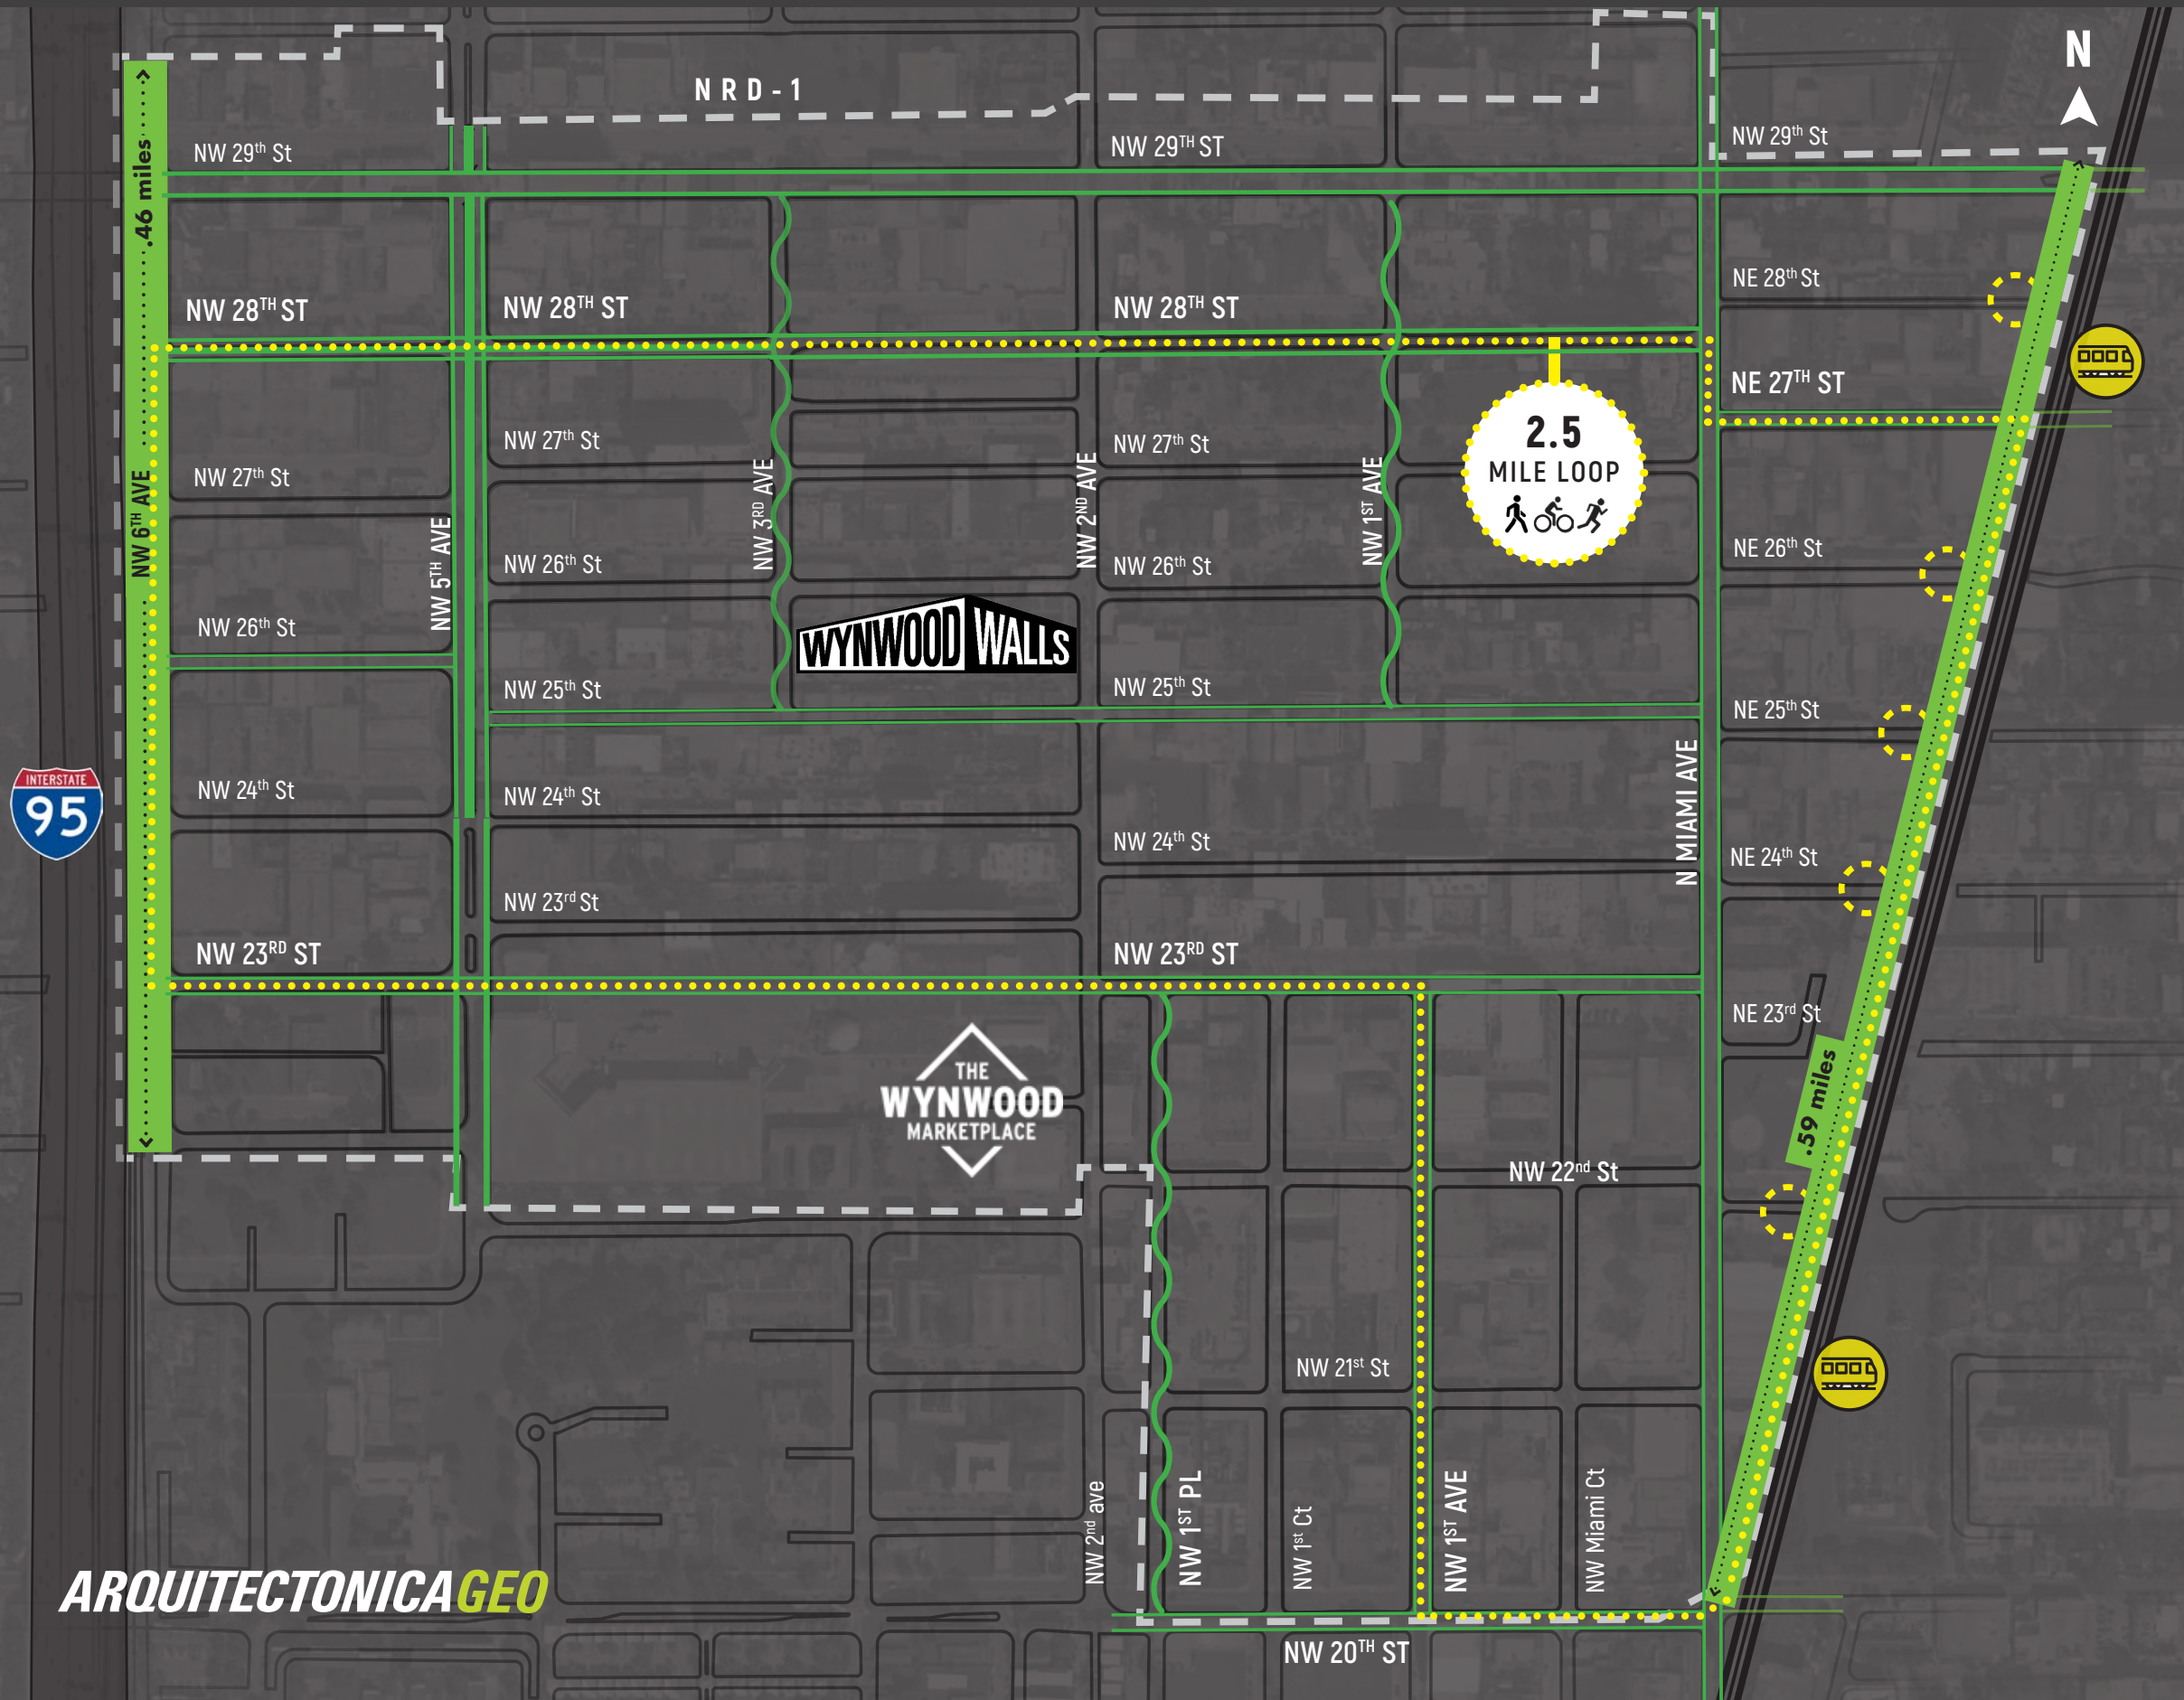 N
NRD-1
NW 29th St
NW 29TH ST
NW 29th St
.46 miles
NE 28th St
NW 28TH ST
NW 28TH ST
NW 28TH ST
NE 27TH ST
2.5
MILE LOOP
NW 27th St
NW 27th St
NW 27th St
NW 6TH AVE
NW 5TH AVE
NW 3RD AVE
NW 2ND AVE
NW 1ST AVE
NE 26th St
NW 26th St
NW 26th St
NW 26th St
WYNWOOD WALLS
NW 25th St
NW 25th St
NE 25th St
INTERSTATE
95
NW 24th St
NW 24th St
NW 24th St
N MIAMI AVE
NE 24th St
NW 23rd St
NW 23RD ST
NW 23RD ST
NE 23rd St
THE
WYNWOOD
MARKETPLACE
.59 miles
NW 22nd St
NW 21st St
NW 2nd ave
NW 1ST PL
NW 1st Ct
NW 1ST AVE
NW Miami Ct
ARQUITECTONICAGEO
NW 20TH ST